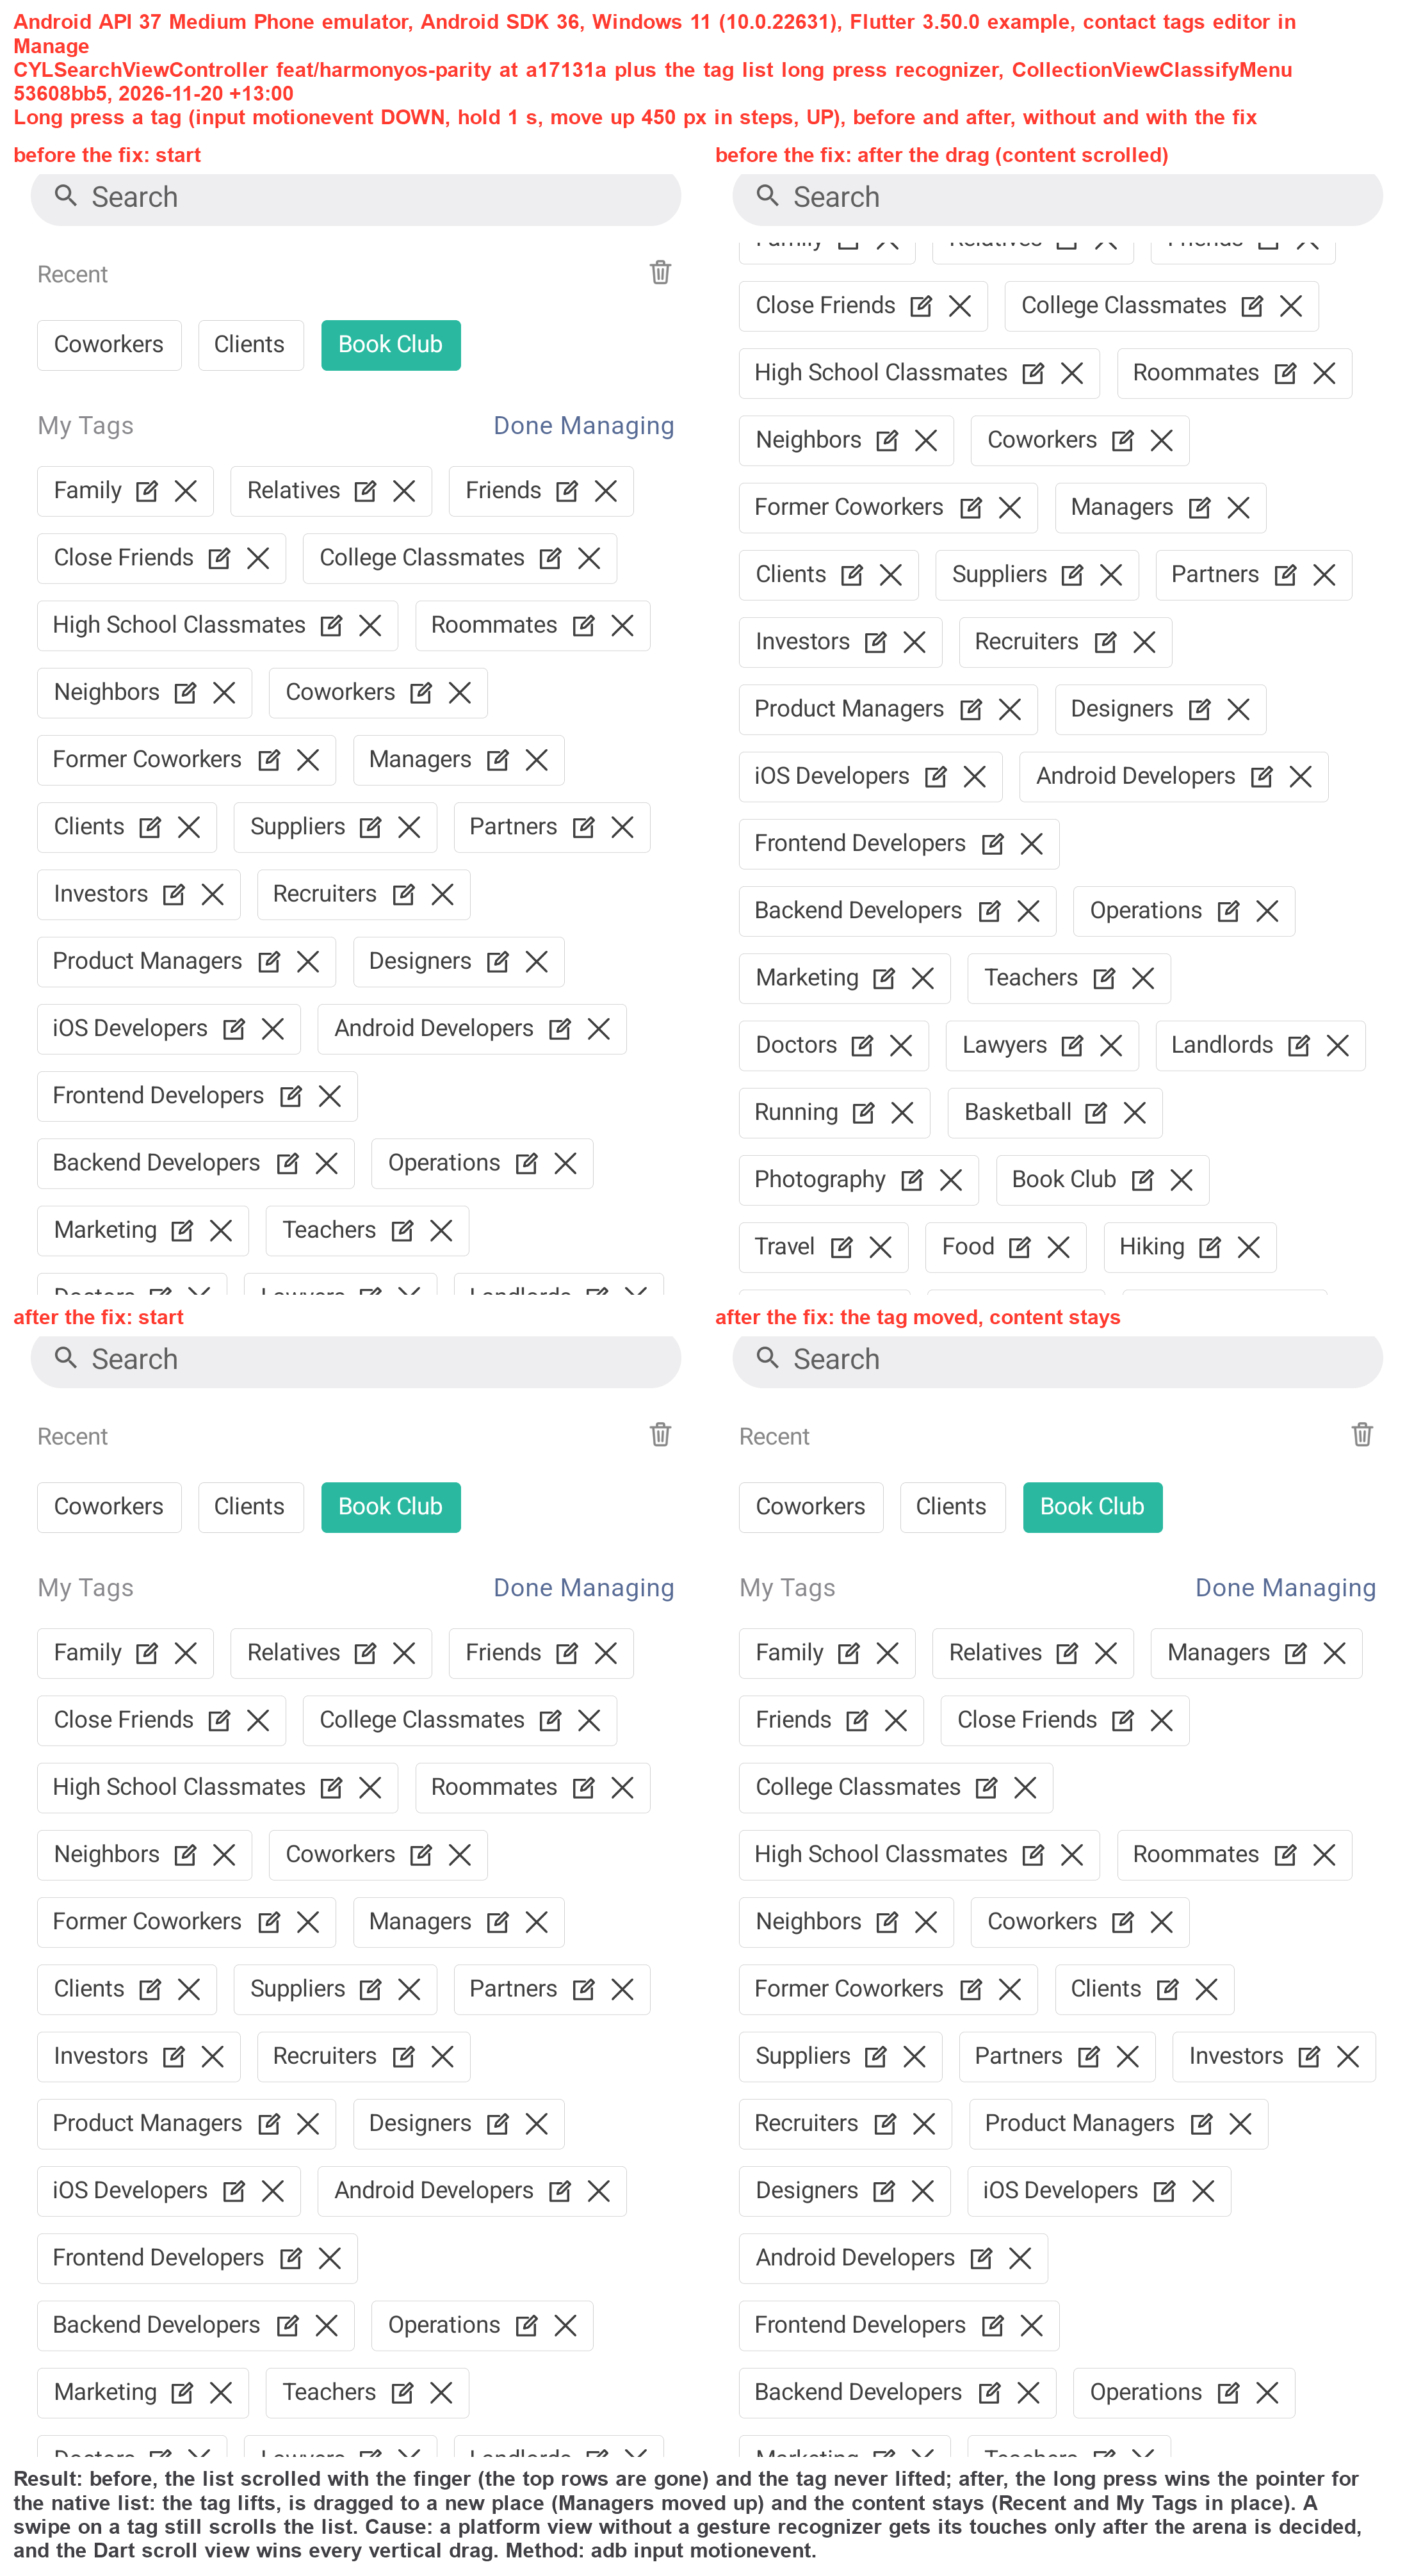 Android API 37 Medium Phone emulator, Android SDK 36, Windows 11 (10.0.22631), Flutter 3.50.0 example, contact tags editor in
Manage
CYLSearchViewController feat/harmonyos-parity at a17131a plus the tag list long press recognizer, CollectionViewClassifyMenu
53608bb5, 2026-11-20 +13:00
Long press a tag (input motionevent DOWN, hold 1 s, move up 450 px in steps, UP), before and after, without and with the fix
before the fix: start
Search
Recent
Coworkers Clients Book Club
My Tags Done Managing
Family Relatives Friends
Close Friends College Classmates
High School Classmates Roommates
Neighbors Coworkers
Former Coworkers Managers
Clients Suppliers Partners
Investors Recruiters
Product Managers Designers
iOS Developers Android Developers
Frontend Developers
Backend Developers Operations
Marketing Teachers
Doctors Lawyers Landlords
before the fix: after the drag (content scrolled)
Search
Family Relatives Friends
Close Friends College Classmates
High School Classmates Roommates
Neighbors Coworkers
Former Coworkers Managers
Clients Suppliers Partners
Investors Recruiters
Product Managers Designers
iOS Developers Android Developers
Frontend Developers
Backend Developers Operations
Marketing Teachers
Doctors Lawyers Landlords
Running Basketball
Photography Book Club
Travel Food Hiking
after the fix: start
Search
Recent
Coworkers Clients Book Club
My Tags Done Managing
Family Relatives Friends
Close Friends College Classmates
High School Classmates Roommates
Neighbors Coworkers
Former Coworkers Managers
Clients Suppliers Partners
Investors Recruiters
Product Managers Designers
iOS Developers Android Developers
Frontend Developers
Backend Developers Operations
Marketing Teachers
Doctors Lawyers Landlords
after the fix: the tag moved, content stays
Search
Recent
Coworkers Clients Book Club
My Tags Done Managing
Family Relatives Managers
Friends Close Friends
College Classmates
High School Classmates Roommates
Neighbors Coworkers
Former Coworkers Clients
Suppliers Partners Investors
Recruiters Product Managers
Designers iOS Developers
Android Developers
Frontend Developers
Backend Developers Operations
Marketing Teachers
Result: before, the list scrolled with the finger (the top rows are gone) and the tag never lifted; after, the long press wins the pointer for
the native list: the tag lifts, is dragged to a new place (Managers moved up) and the content stays (Recent and My Tags in place). A
swipe on a tag still scrolls the list. Cause: a platform view without a gesture recognizer gets its touches only after the arena is decided,
and the Dart scroll view wins every vertical drag. Method: adb input motionevent.